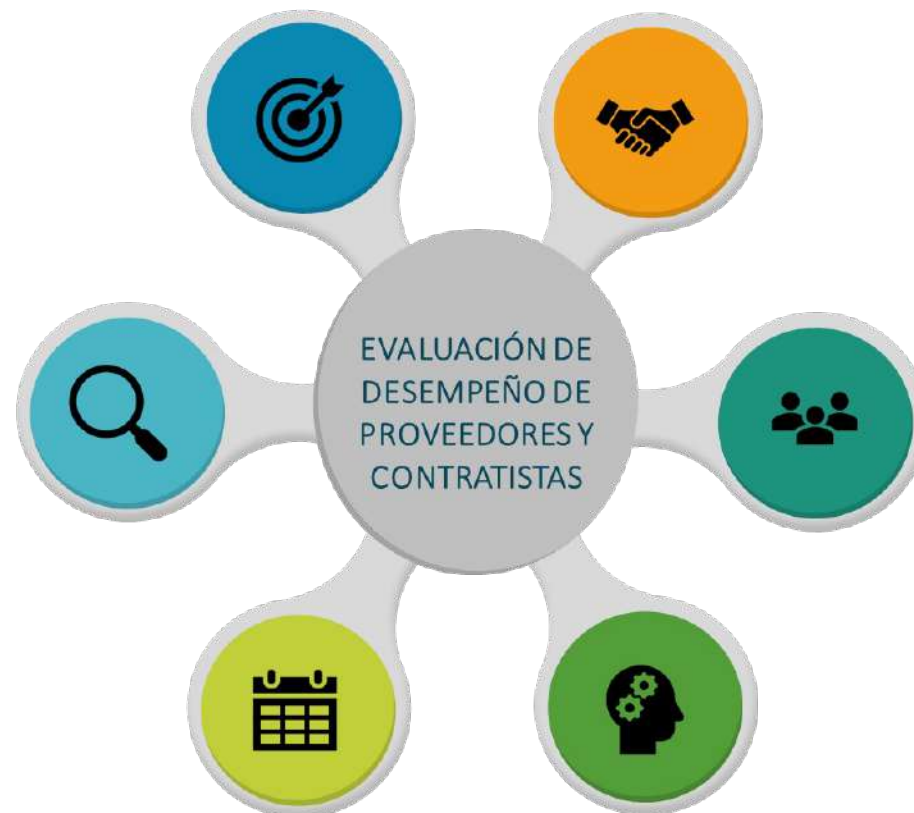 EVALUACIÓN DE
DESEMPEÑO DE
PROVEEDORES Y
CONTRATISTAS